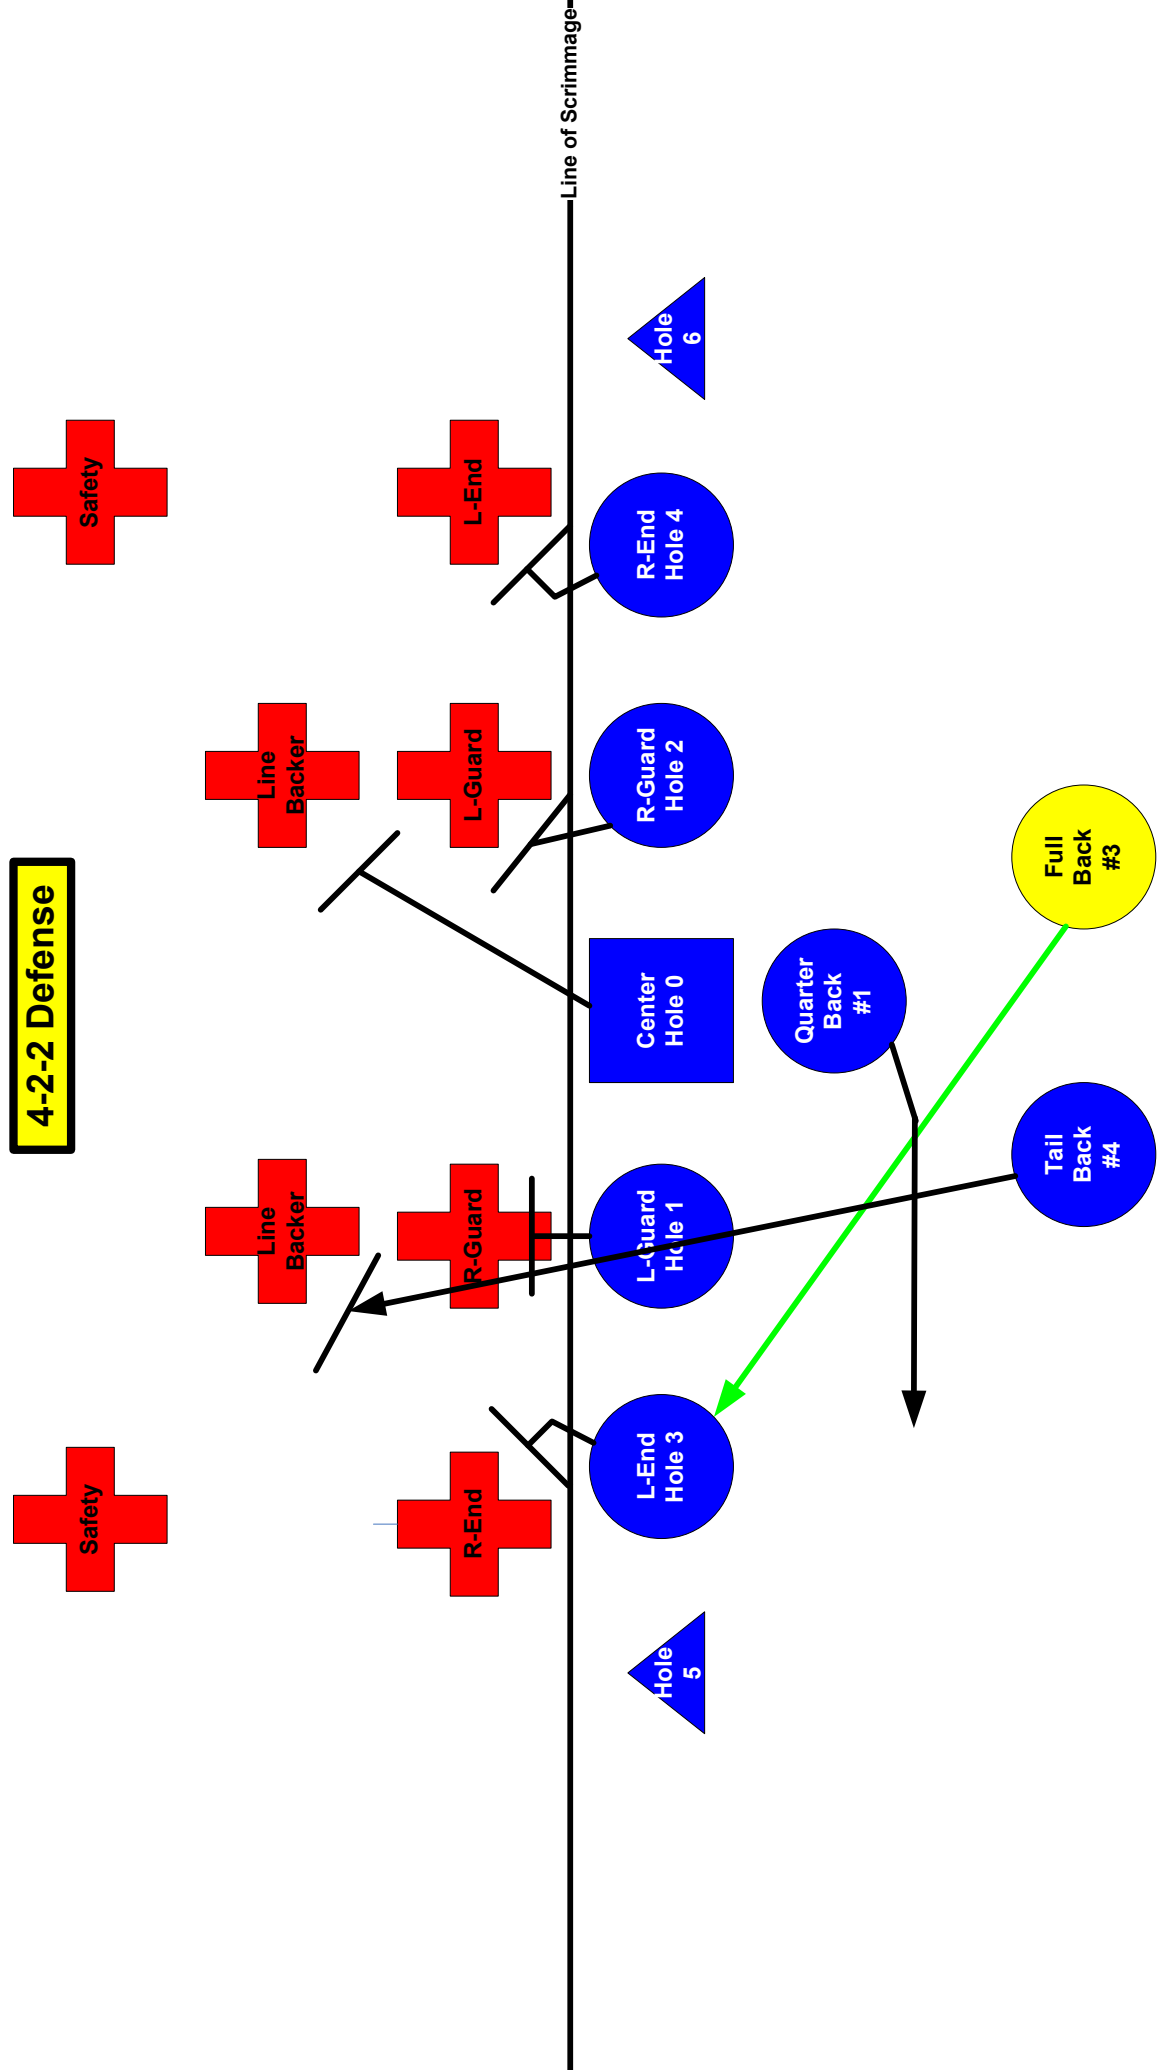 4-2-2 Defense
Safety
Safety
Line
Backer
Line
Backer
R-End
R-Guard
L-Guard
L-End
Line of Scrimmage
Hole
5
L-End
Hole 3
L-Guard
Hole 1
Center
Hole 0
R-Guard
Hole 2
R-End
Hole 4
Hole
6
Quarter
Back
#1
Tail
Back
#4
Full
Back
#3